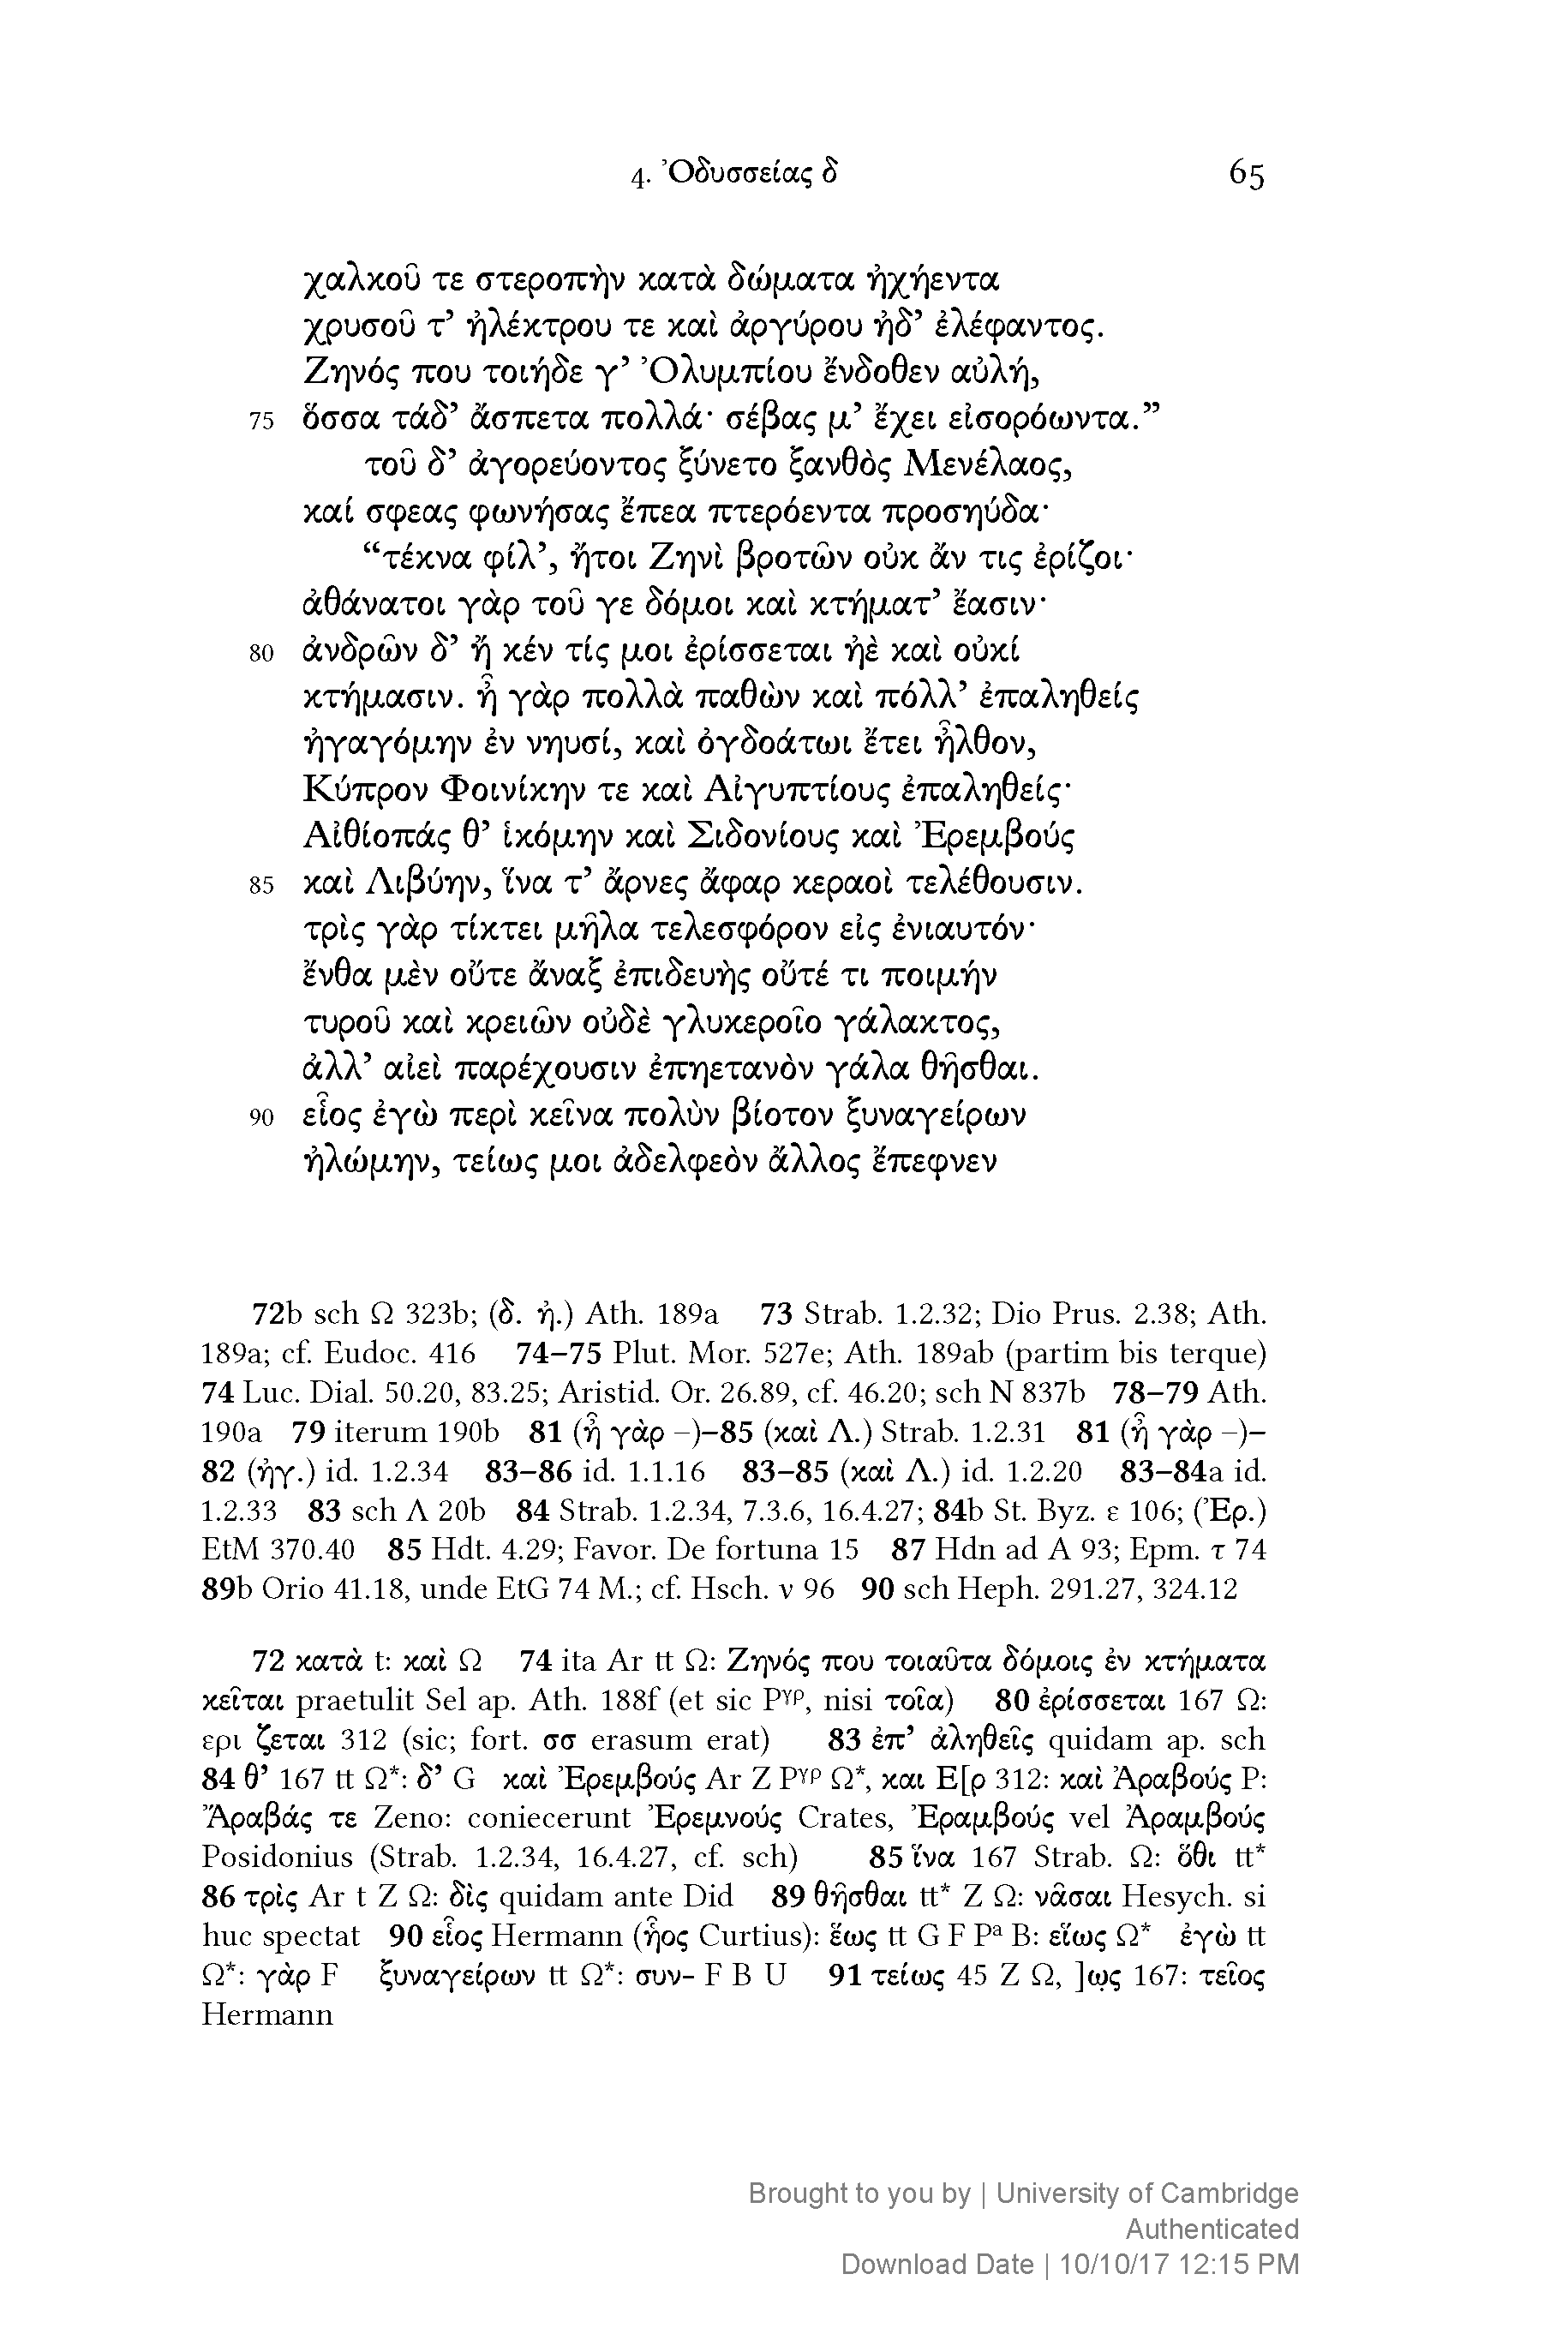 4. Ὀδυσσείας δ 65
χαλκοῦ τε στεροπὴν κατὰ δώματα ἠχήεντα
χρυσοῦ τ’ ἠλέκτρου τε καὶ ἀργύρου ἠδ’ ἐλέφαντος.
Ζηνός που τοιήδε γ’ Ὀλυμπίου ἔνδοθεν αὐλή,
75 ὅσσα τάδ’ ἄσπετα πολλά· σέβας μ’ ἔχει εἰσορόωντα.”
τοῦ δ’ ἀγορεύοντος ξύνετο ξανθὸς Μενέλαος,
καί σφεας φωνήσας ἔπεα πτερόεντα προσηύδα·
“τέκνα φίλ’, ἤτοι Ζηνὶ βροτῶν οὐκ ἄν τις ἐρίζοι·
ἀθάνατοι γὰρ τοῦ γε δόμοι καὶ κτήματ’ ἔασιν·
80 ἀνδρῶν δ’ ἤ κέν τίς μοι ἐρίσσεται ἠὲ καὶ οὐκί
κτήμασιν. ἦ γὰρ πολλὰ παθὼν καὶ πόλλ’ ἐπαληθείς
ἠγαγόμην ἐν νηυσί, καὶ ὀγδοάτωι ἔτει ἦλθον,
Κύπρον Φοινίκην τε καὶ Αἰγυπτίους ἐπαληθείς·
Αἰθίοπάς θ’ ἱκόμην καὶ Σιδονίους καὶ Ἐρεμβούς
85 καὶ Λιβύην, ἵνα τ’ ἄρνες ἄφαρ κεραοὶ τελέθουσιν.
τρὶς γὰρ τίκτει μῆλα τελεσφόρον εἰς ἐνιαυτόν·
ἔνθα μὲν οὔτε ἄναξ ἐπιδευὴς οὔτέ τι ποιμήν
τυροῦ καὶ κρειῶν οὐδὲ γλυκεροῖο γάλακτος,
ἀλλ’ αἰεὶ παρέχουσιν ἐπηετανὸν γάλα θῆσθαι.
90 εἷος ἐγὼ περὶ κεῖνα πολὺν βίοτον ξυναγείρων
ἠλώμην, τείως μοι ἀδελφεὸν ἄλλος ἔπεφνεν
72b sch Ω 323b; (δ. ἠ.) Ath. 189a 73 Strab. 1.2.32; Dio Prus. 2.38; Ath.
189a; cf. Eudoc. 416 74–75 Plut. Mor. 527e; Ath. 189ab (partim bis terque)
74 Luc. Dial. 50.20, 83.25; Aristid. Or. 26.89, cf. 46.20; sch N 837b 78–79 Ath.
190a 79 iterum 190b 81 (ἦ γὰρ –)–85 (καὶ Λ.) Strab. 1.2.31 81 (ἦ γὰρ –)–
82 (ἠγ.) id. 1.2.34 83–86 id. 1.1.16 83–85 (καὶ Λ.) id. 1.2.20 83–84a id.
1.2.33 83 sch Λ 20b 84 Strab. 1.2.34, 7.3.6, 16.4.27; 84b St. Byz. ε 106; (Ἐρ.)
EtM 370.40 85 Hdt. 4.29; Favor. De fortuna 15 87 Hdn ad A 93; Epm. τ 74
89b Orio 41.18, unde EtG 74 M.; cf. Hsch. ν 96 90 sch Heph. 291.27, 324.12
72 κατὰ t: καὶ Ω 74 ita Ar tt Ω: Ζηνός που τοιαῦτα δόμοις ἐν κτήματα
κεῖται praetulit Sel ap. Ath. 188f (et sic Pγρ, nisi τοῖα) 80 ἐρίσσεται 167 Ω:
ερι ζεται 312 (sic; fort. σσ erasum erat) 83 ἐπ’ ἀληθεῖς quidam ap. sch
84 θ’ 167 tt Ω*: δ’ G καὶ Ἐρεμβούς Ar Z Pγρ Ω*, και Ε[ρ 312: καὶ Ἀραβούς P:
Ἄραβάς τε Zeno: coniecerunt Ἐρεμνούς Crates, Ἐραμβούς vel Ἀραμβούς
Posidonius (Strab. 1.2.34, 16.4.27, cf. sch) 85 ἵνα 167 Strab. Ω: ὅθι tt*
86 τρὶς Ar t Z Ω: δὶς quidam ante Did 89 θῆσθαι tt* Z Ω: νᾶσαι Hesych. si
huc spectat 90 εἷος Hermann (ἧος Curtius): ἕως tt G F Pa B: εἵως Ω* ἐγὼ tt
Ω*: γὰρ F ξυναγείρων tt Ω*: συν- F B U 91 τείως 45 Z Ω, ]ω̣ς 167: τεῖος
Hermann
Brought to you by | University of Cambridge
Authenticated
Download Date | 10/10/17 12:15 PM